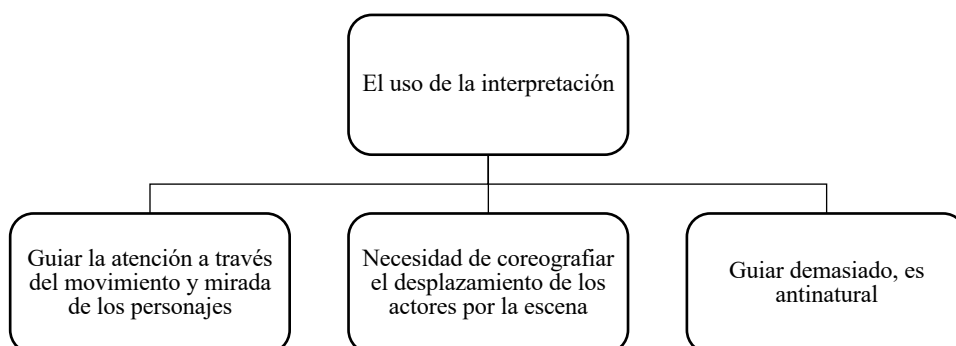 El uso de la interpretación
Guiar la atención a través
del movimiento y mirada
de los personajes
Necesidad de coreografiar
el desplazamiento de los
actores por la escena
Guiar demasiado, es
antinatural